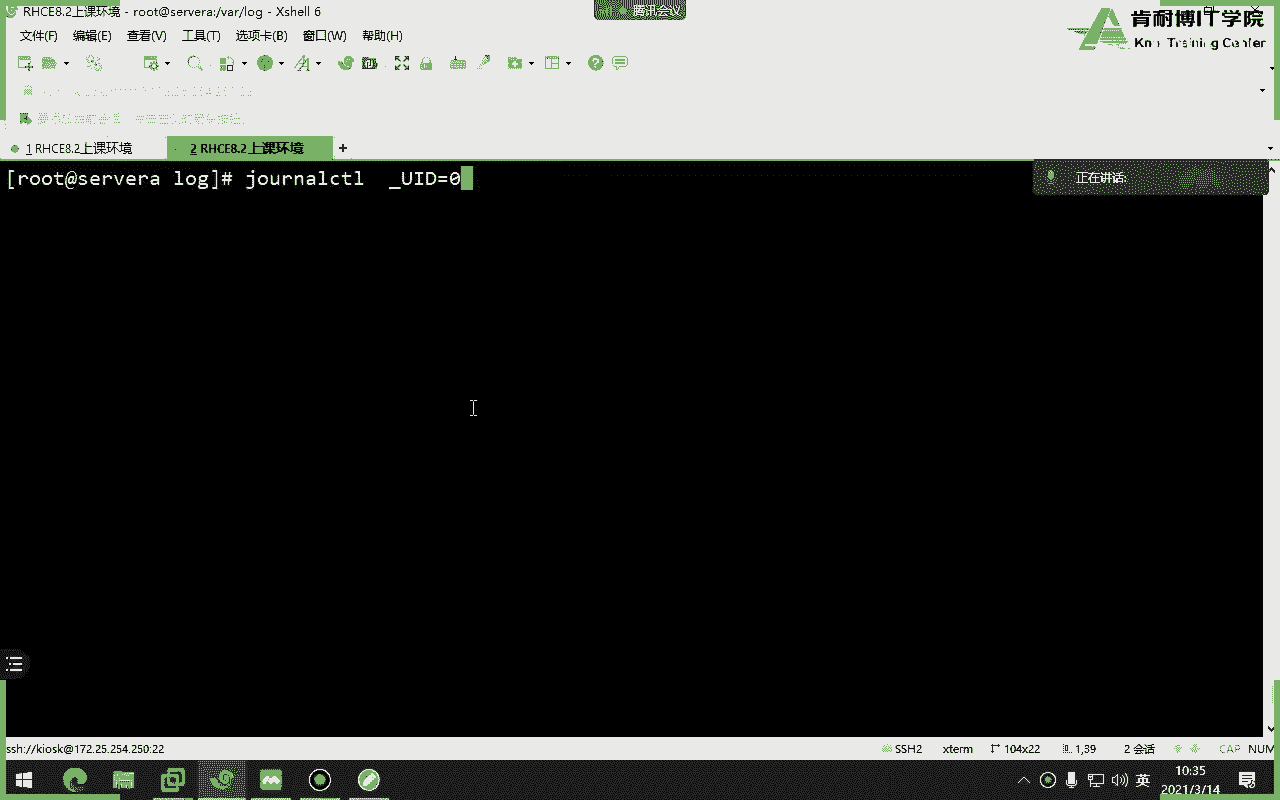 RHCE8.2上课环境 - root@servera:/var/log - Xshell 6
腾讯会议
肯耐博IT学院
Training Center
文件(F) 编辑(E) 查看(V) 工具(T) 选项卡(B) 窗口(W) 帮助(H)
1 RHCE8.2上课环境
2 RHCE8.2上课环境
+
[root@servera log]# journalctl  _UID=0
正在讲话:
ssh://kiosk@172.25.254.250:22
SSH2
xterm
104x22
1,39
2 会话
CAP
NUM
英
10:35
2021/3/14